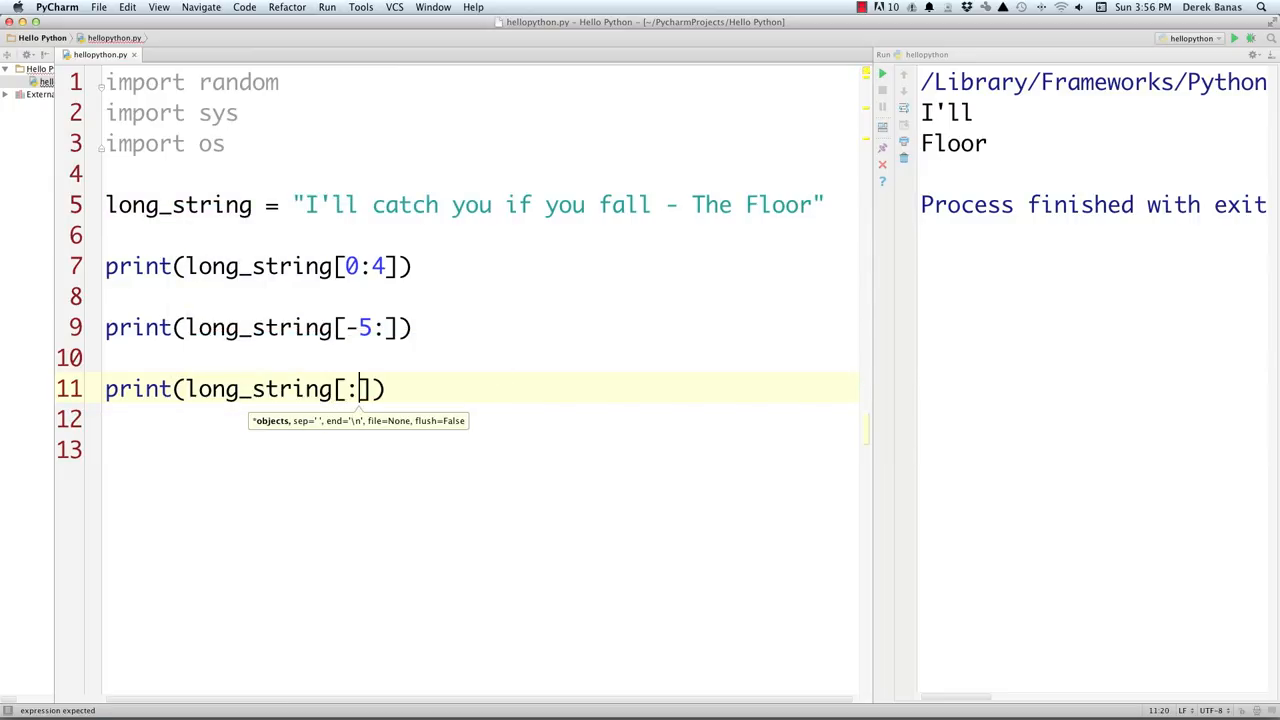 PyCharm File Edit View Navigate Code Refactor PyRun Tools VCS Window Help 10 Sun 3:56 PM Derek Banas
hellopython.py - Hello Python - [~/PycharmProjects/Hello Python]
Hello Python hellopython.py hellopython
hellopython.py Run hellopython
Hello P
hell
Externa
1 import random
2 import sys
3 import os
4
5 long_string = "I'll catch you if you fall - The Floor"
6
7 print(long_string[0:4])
8
9 print(long_string[-5:])
10
11 print(long_string[:])
*objects, sep=' ', end='\n', file=None, flush=False
12
13
/Library/Frameworks/Python
I'll
Floor
Process finished with exit
expression expected 11:20 LF UTF-8